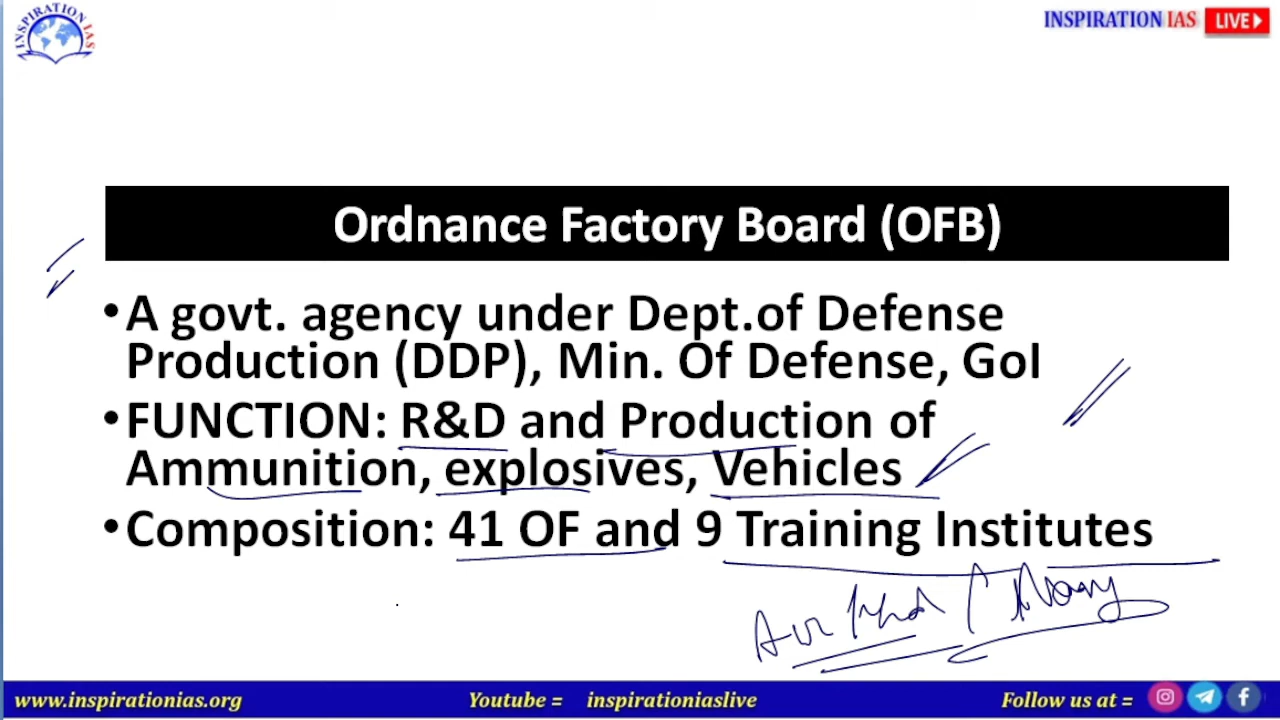 INSPIRATION IAS
INSPIRATION IAS LIVE
Ordnance Factory Board (OFB)
•A govt. agency under Dept.of Defense
Production (DDP), Min. Of Defense, GoI
•FUNCTION: R&D and Production of
Ammunition, explosives, Vehicles
•Composition: 41 OF and 9 Training Institutes
www.inspirationias.org Youtube = inspirationiaslive Follow us at =